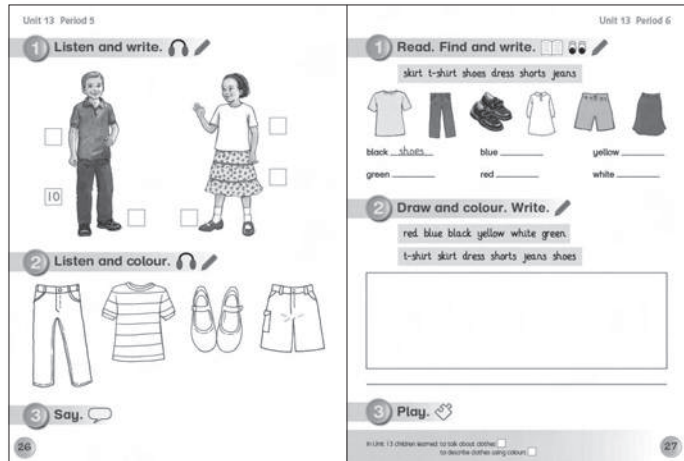 Unit 13 Period 5
1 Listen and write.
10
2 Listen and colour.
3 Say.
26
Unit 13 Period 6
1 Read. Find and write.
skirt t-shirt shoes dress shorts jeans
black shoes blue yellow
green red white
2 Draw and colour. Write.
red blue black yellow white green
t-shirt skirt dress shorts jeans shoes
3 Play.
In Unit 13 children learned to talk about clothes
to describe clothes using colours
27